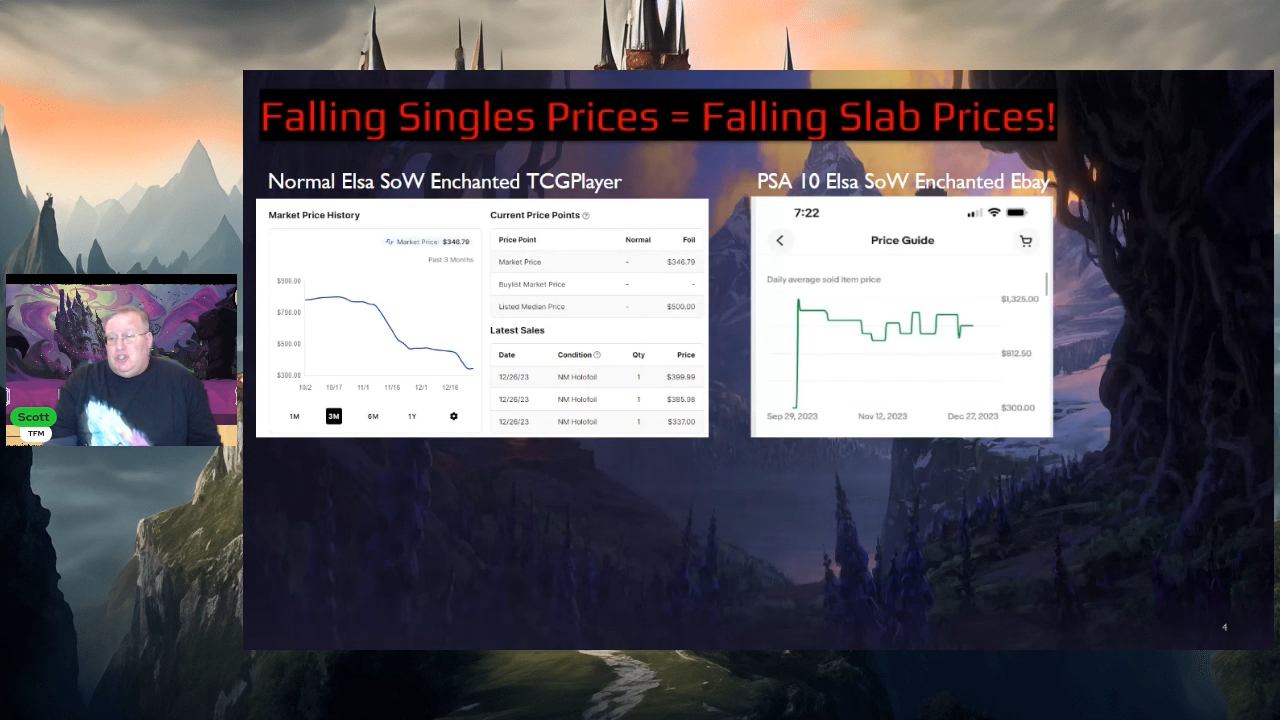 Falling Singles Prices = Falling Slab Prices!
Normal Elsa SoW Enchanted TCGPlayer
Market Price History
Market Price: $346.79
Past 3 Months
$900.00
$700.00
$500.00
$300.00
10/2 10/17 11/1 11/16 12/1 12/16
1M 3M 6M 1Y
Current Price Points
Price Point Normal Foil
Market Price - $346.79
Buylist Market Price - -
Listed Median Price - $500.00
Latest Sales
Date Condition Qty Price
12/26/23 NM Holofoil 1 $399.99
12/26/23 NM Holofoil 1 $385.98
12/26/23 NM Holofoil 1 $337.00
PSA 10 Elsa SoW Enchanted Ebay
7:22
Price Guide
Daily average sold item price
$1,325.00
$812.50
$300.00
Sep 29, 2023 Nov 12, 2023 Dec 27, 2023
Scott
TFM
4